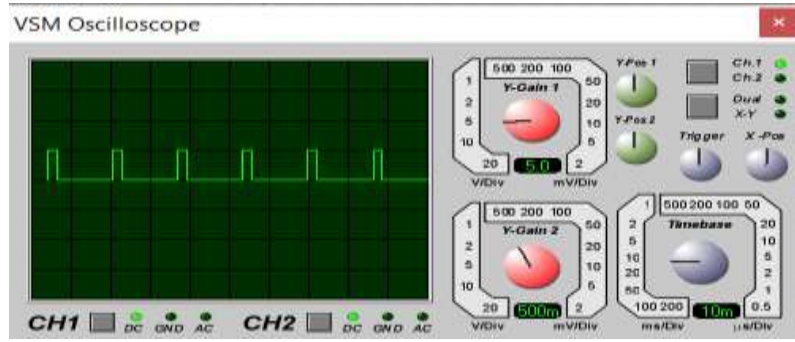 VSM Oscilloscope
500 200 100
1
2
5
10
20
50
20
10
5
2
Y-Gain 1
5.0
V/Div
mV/Div
Y-Pos 1
Y-Pos 2
Ch.1
Ch.2
Dual
X-Y
Trigger
X-Pos
500 200 100
1
2
5
10
20
50
20
10
5
2
Y-Gain 2
500m
V/Div
mV/Div
1
500 200 100 50
2
5
10
20
50
100 200
20
10
5
2
1
0.5
Timebase
10m
ms/Div
µs/Div
CH1
DC GND AC
CH2
DC GND AC